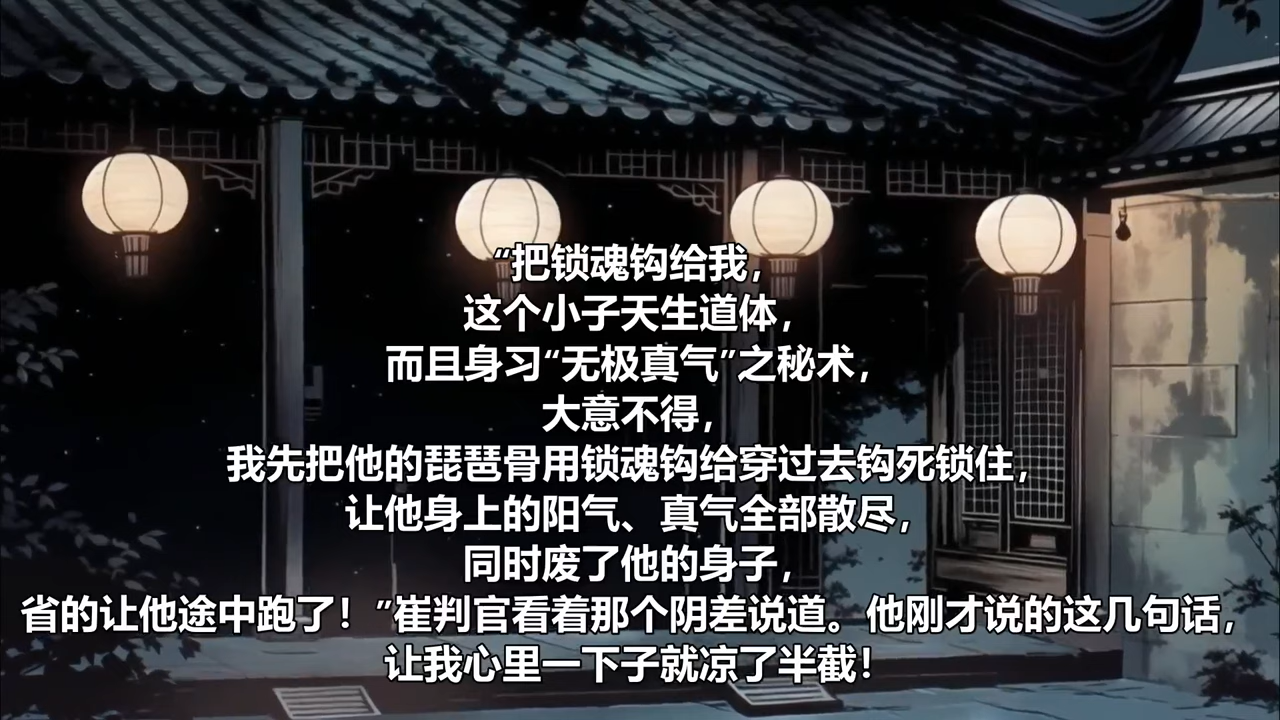 “把锁魂钩给我，
这个小子天生道体，
而且身习“无极真气”之秘术，
大意不得，
我先把他的琵琶骨用锁魂钩给穿过去钩死锁住，
让他身上的阳气、真气全部散尽，
同时废了他的身子，
省的让他途中跑了！”崔判官看着那个阴差说道。他刚才说的这几句话，
让我心里一下子就凉了半截！